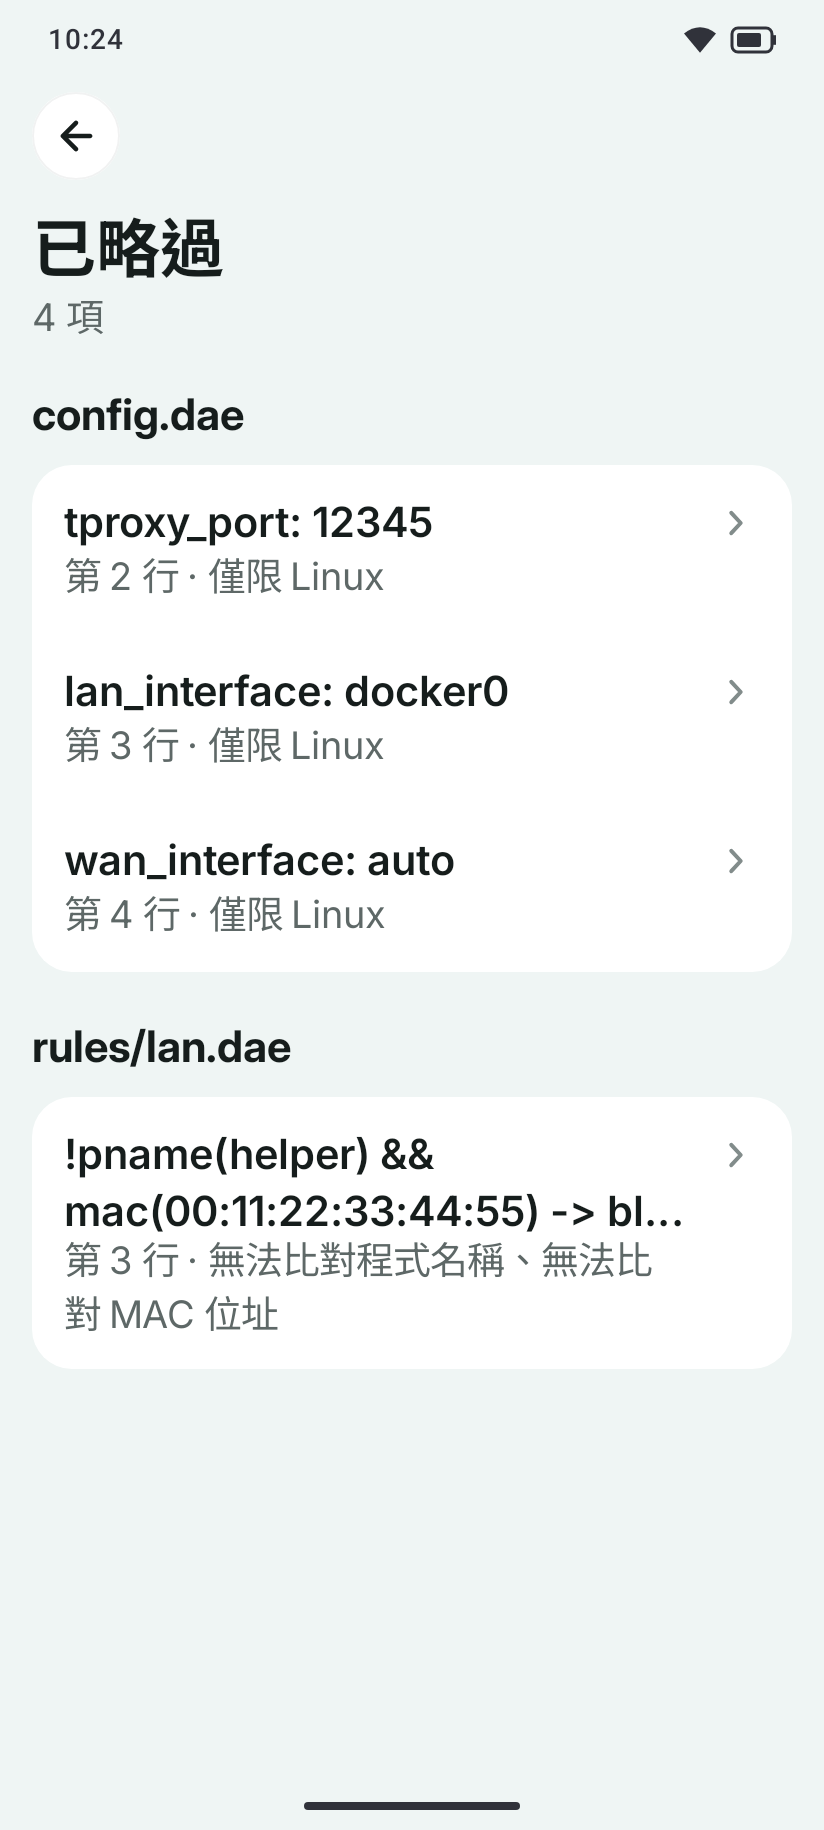 10:24
已略過
4 項
config.dae
tproxy_port: 12345
第 2 行 · 僅限 Linux
lan_interface: docker0
第 3 行 · 僅限 Linux
wan_interface: auto
第 4 行 · 僅限 Linux
rules/lan.dae
!pname(helper) &&
mac(00:11:22:33:44:55) -> bl…
第 3 行 · 無法比對程式名稱、無法比
對 MAC 位址